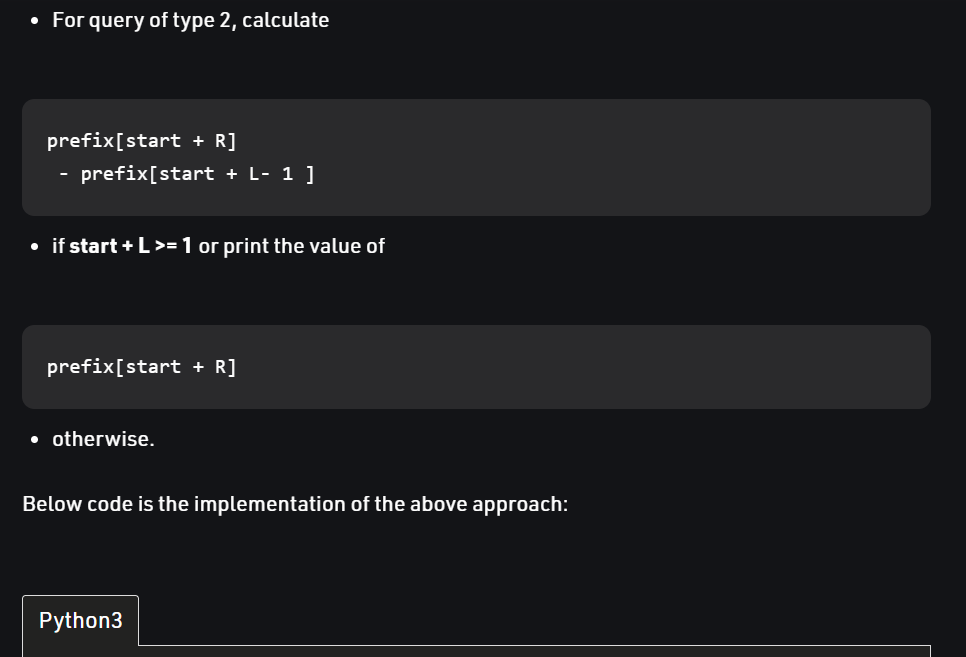 For query of type 2, calculate
prefix[start + R]
 - prefix[start + L- 1 ]
if start + L >= 1 or print the value of
prefix[start + R]
otherwise.
Below code is the implementation of the above approach:
Python3